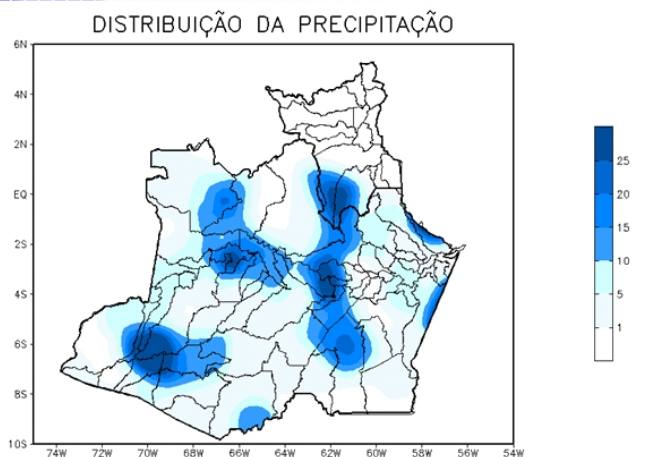 DISTRIBUIÇÃO DA PRECIPITAÇÃO
6N
4N
2N
EQ
2S
4S
6S
8S
10S
74W 72W 70W 68W 66W 64W 62W 60W 58W 56W 54W
25
20
15
10
5
1